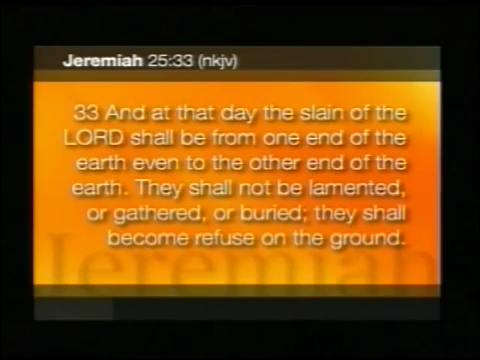 Jeremiah 25:33 (nkjv)
33 And at that day the slain of the
LORD shall be from one end of the
earth even to the other end of the
earth. They shall not be lamented,
or gathered, or buried; they shall
become refuse on the ground.
Jeremiah